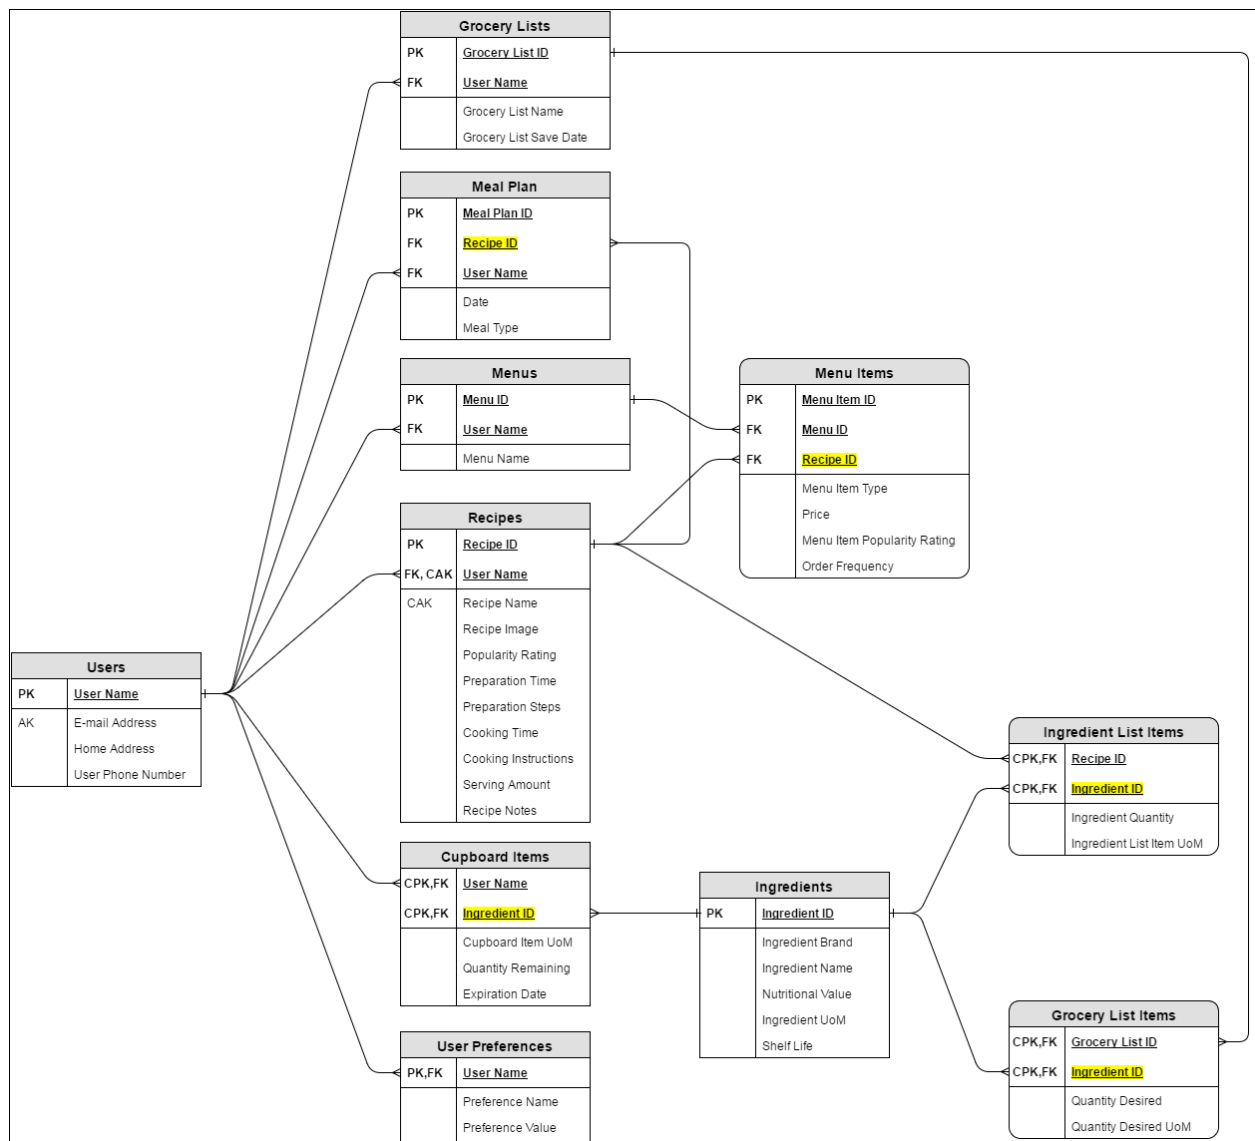 Grocery Lists
PK Grocery List ID
FK User Name
Grocery List Name
Grocery List Save Date
Meal Plan
PK Meal Plan ID
FK Recipe ID
FK User Name
Date
Meal Type
Menus
PK Menu ID
FK User Name
Menu Name
Menu Items
PK Menu Item ID
FK Menu ID
FK Recipe ID
Menu Item Type
Price
Menu Item Popularity Rating
Order Frequency
Recipes
PK Recipe ID
FK, CAK User Name
CAK Recipe Name
Recipe Image
Popularity Rating
Preparation Time
Preparation Steps
Cooking Time
Cooking Instructions
Serving Amount
Recipe Notes
Users
PK User Name
AK E-mail Address
Home Address
User Phone Number
Ingredient List Items
CPK,FK Recipe ID
CPK,FK Ingredient ID
Ingredient Quantity
Ingredient List Item UoM
Cupboard Items
CPK,FK User Name
CPK,FK Ingredient ID
Cupboard Item UoM
Quantity Remaining
Expiration Date
Ingredients
PK Ingredient ID
Ingredient Brand
Ingredient Name
Nutritional Value
Ingredient UoM
Shelf Life
Grocery List Items
CPK,FK Grocery List ID
CPK,FK Ingredient ID
Quantity Desired
Quantity Desired UoM
User Preferences
PK,FK User Name
Preference Name
Preference Value